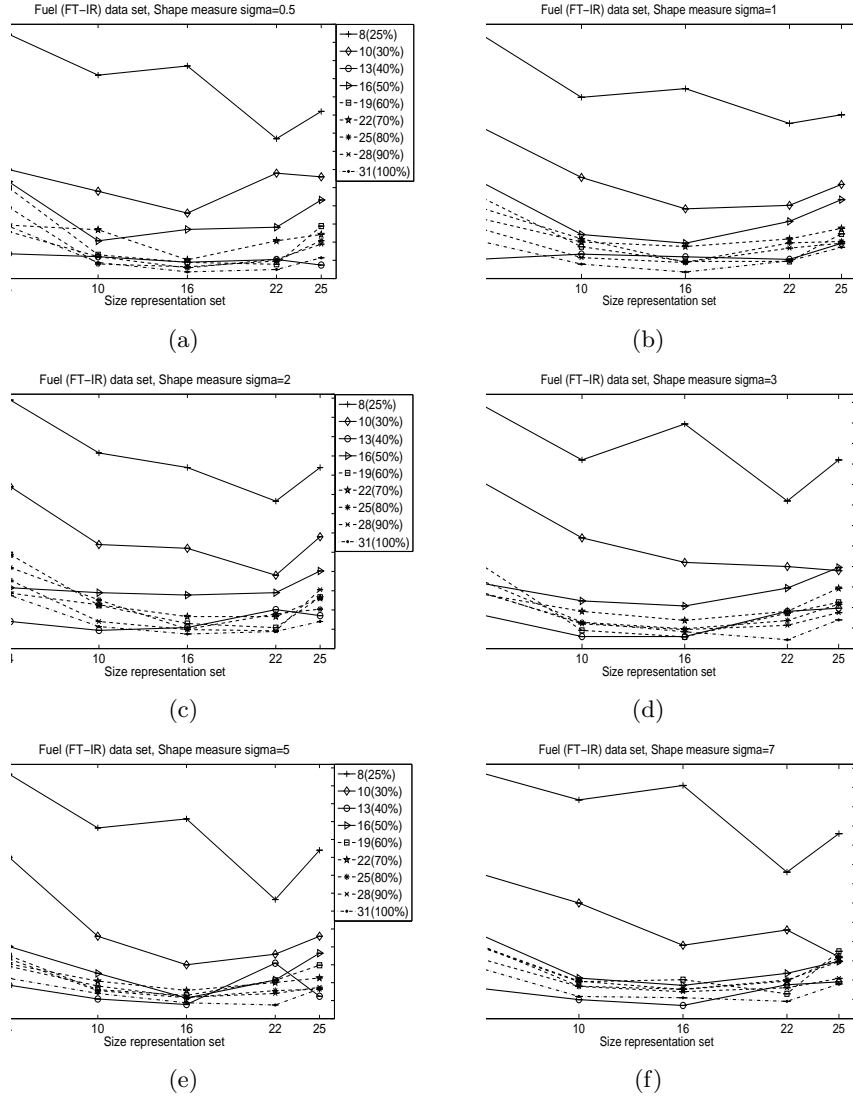 Fuel (FT−IR) data set, Shape measure sigma=0.5
8(25%)
10(30%)
13(40%)
16(50%)
19(60%)
22(70%)
25(80%)
28(90%)
31(100%)
10 16 22 25
Size representation set
(a)
Fuel (FT−IR) data set, Shape measure sigma=1
10 16 22 25
Size representation set
(b)
Fuel (FT−IR) data set, Shape measure sigma=2
8(25%)
10(30%)
13(40%)
16(50%)
19(60%)
22(70%)
25(80%)
28(90%)
31(100%)
10 16 22 25
Size representation set
(c)
Fuel (FT−IR) data set, Shape measure sigma=3
10 16 22 25
Size representation set
(d)
Fuel (FT−IR) data set, Shape measure sigma=5
8(25%)
10(30%)
13(40%)
16(50%)
19(60%)
22(70%)
25(80%)
28(90%)
31(100%)
10 16 22 25
Size representation set
(e)
Fuel (FT−IR) data set, Shape measure sigma=7
10 16 22 25
Size representation set
(f)